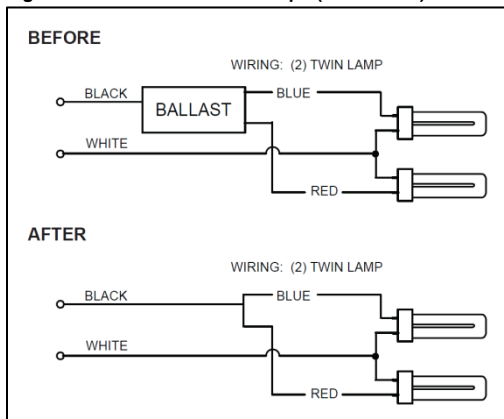 BEFORE
WIRING: (2) TWIN LAMP
BLACK
BLUE
BALLAST
WHITE
RED
AFTER
WIRING: (2) TWIN LAMP
BLACK
BLUE
WHITE
RED